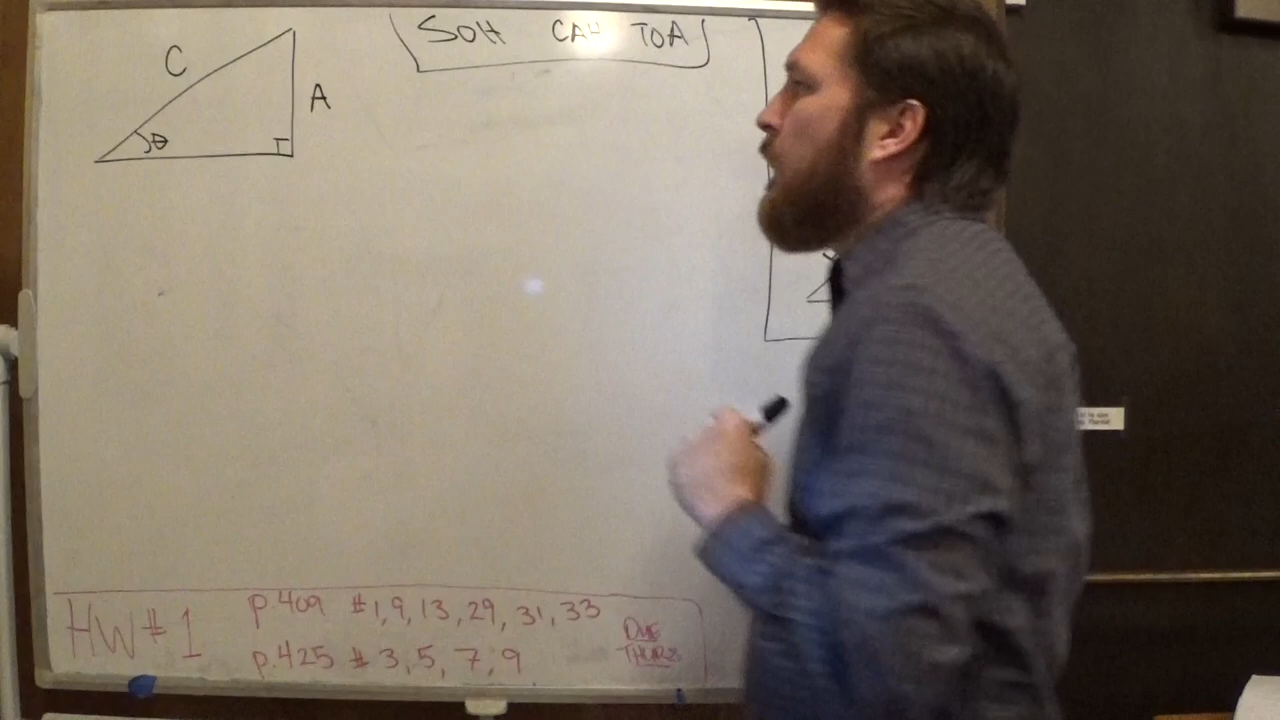 SOH CAH TOA
C
A
θ
HW#1
p.409 #1,9,13,29,31,33
p.425 #3,5,7,9
DUE
THURS